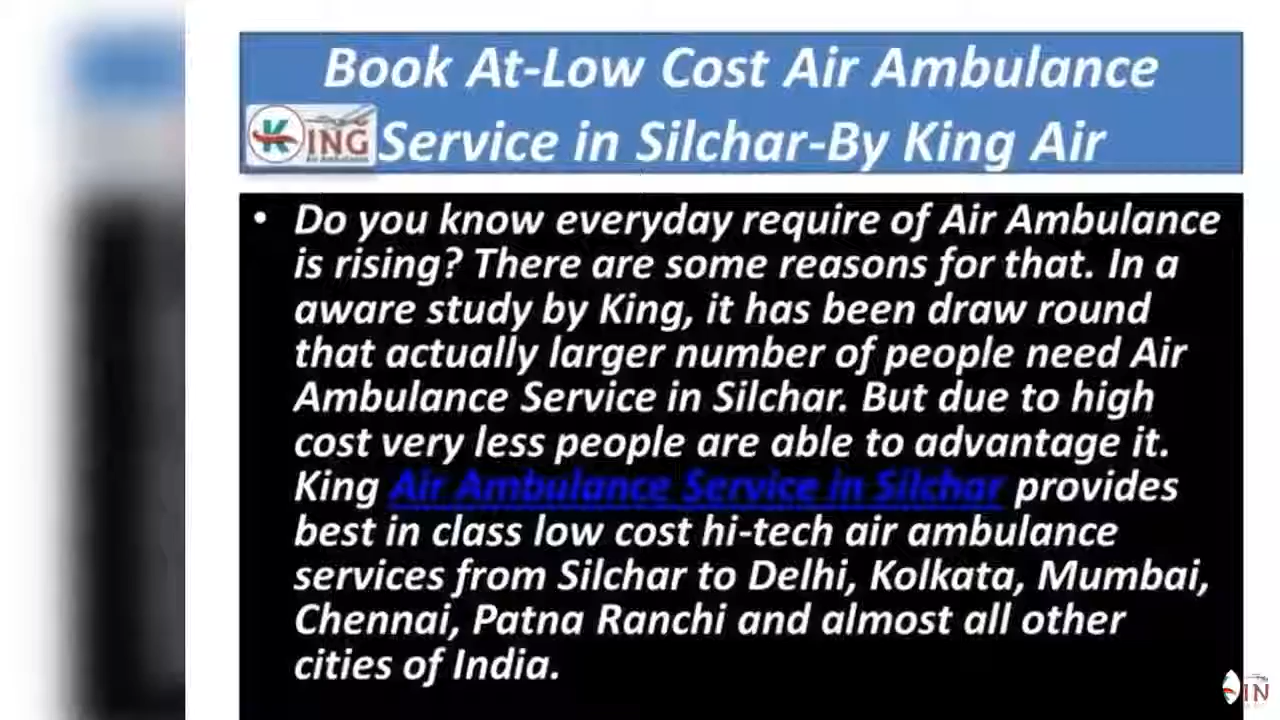 Book At-Low Cost Air Ambulance
KING
Air Ambulance
Service in Silchar-By King Air
• Do you know everyday require of Air Ambulance
is rising? There are some reasons for that. In a
aware study by King, it has been draw round
that actually larger number of people need Air
Ambulance Service in Silchar. But due to high
cost very less people are able to advantage it.
King Air Ambulance Service in Silchar provides
best in class low cost hi-tech air ambulance
services from Silchar to Delhi, Kolkata, Mumbai,
Chennai, Patna Ranchi and almost all other
cities of India.
IN